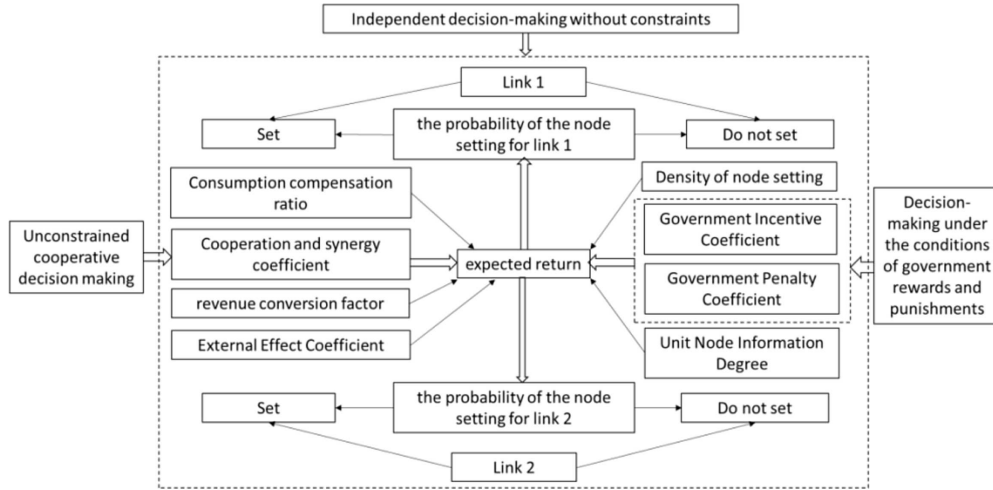 Independent decision-making without constraints
Link 1
Set
the probability of the node
setting for link 1
Do not set
Consumption compensation
ratio
Density of node setting
Unconstrained
cooperative
decision making
Cooperation and synergy
coefficient
expected return
Government Incentive
Coefficient
Government Penalty
Coefficient
Decision-
making under
the conditions
of government
rewards and
punishments
revenue conversion factor
External Effect Coefficient
Unit Node Information
Degree
Set
the probability of the node
setting for link 2
Do not set
Link 2